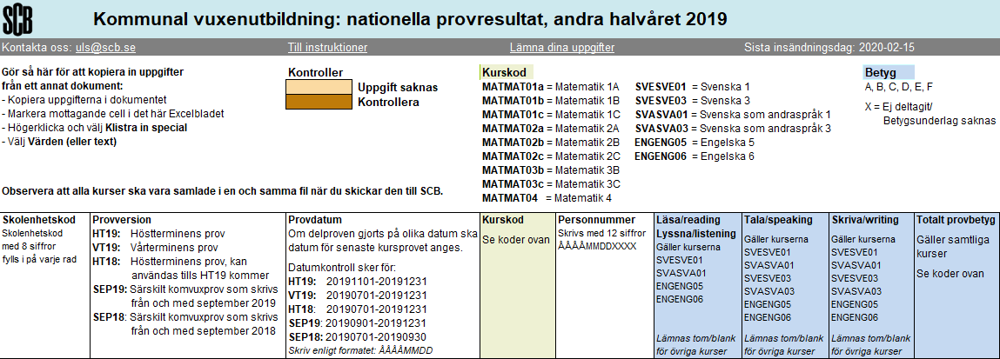 SCB
Kommunal vuxenutbildning: nationella provresultat, andra halvåret 2019
Kontakta oss: uls@scb.se
Till instruktioner
Lämna dina uppgifter
Sista insändningsdag: 2020-02-15
Gör så här för att kopiera in uppgifter
från ett annat dokument:
- Kopiera uppgifterna i dokumentet
- Markera mottagande cell i det här Excelbladet
- Högerklicka och välj Klistra in special
- Välj Värden (eller text)
Observera att alla kurser ska vara samlade i en och samma fil när du skickar den till SCB.
Kontroller
Uppgift saknas
Kontrollera
Kurskod
MATMAT01a = Matematik 1A
MATMAT01b = Matematik 1B
MATMAT01c = Matematik 1C
MATMAT02a = Matematik 2A
MATMAT02b = Matematik 2B
MATMAT02c = Matematik 2C
MATMAT03b = Matematik 3B
MATMAT03c = Matematik 3C
MATMAT04 = Matematik 4
SVESVE01 = Svenska 1
SVESVE03 = Svenska 3
SVASVA01 = Svenska som andraspråk 1
SVASVA03 = Svenska som andraspråk 3
ENGENG05 = Engelska 5
ENGENG06 = Engelska 6
Betyg
A, B, C, D, E, F
X = Ej deltagit/
Betygsunderlag saknas
Skolenhetskod
Skolenhetskod
med 8 siffror
fylls i på varje rad
Provversion
HT19: Höstterminens prov
VT19: Vårterminens prov
HT18: Höstterminens prov, kan
användas tills HT19 kommer
SEP19: Särskilt komvuxprov som skrivs
från och med september 2019
SEP18: Särskilt komvuxprov som skrivs
från och med september 2018
Provdatum
Om delproven gjorts på olika datum ska
datum för senaste kursprovet anges.
Datumkontroll sker för:
HT19: 20191101-20191231
VT19: 20190701-20191231
HT18: 20190701-20191231
SEP19: 20190901-20191231
SEP18: 20190701-20190930
Skriv enligt formatet: ÅÅÅÅMMDD
Kurskod
Se koder ovan
Personnummer
Skrivs med 12 siffror
ÅÅÅÅMMDDXXXX
Läsa/reading
Lyssna/listening
Gäller kurserna
SVESVE01
SVASVA01
ENGENG05
ENGENG06
Lämnas tom/blank
för övriga kurser
Tala/speaking
Gäller kurserna
SVESVE01
SVASVA01
SVESVE03
SVASVA03
ENGENG05
ENGENG06
Lämnas tom/blank
för övriga kurser
Skriva/writing
Gäller kurserna
SVESVE01
SVASVA01
SVESVE03
SVASVA03
ENGENG05
ENGENG06
Lämnas tom/blank
för övriga kurser
Totalt provbetyg
Gäller samtliga
kurser
Se koder ovan